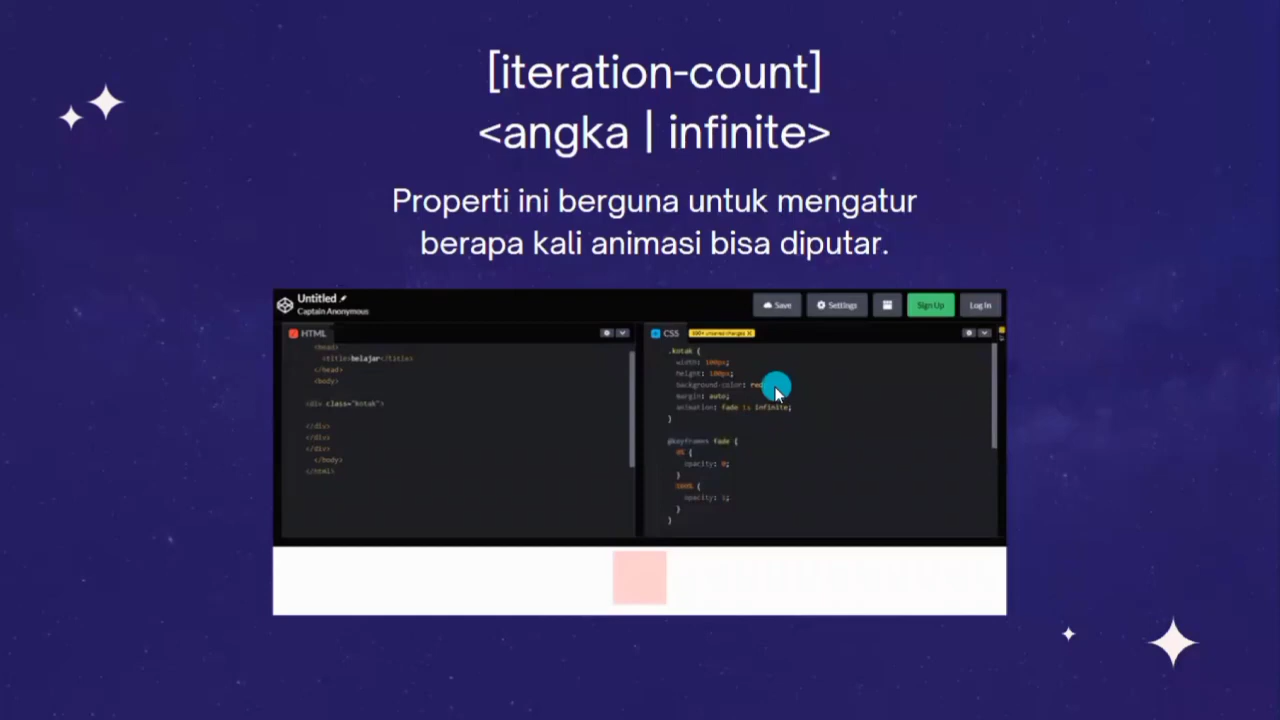 [iteration-count]
<angka | infinite>
Properti ini berguna untuk mengatur
berapa kali animasi bisa diputar.
Untitled
Captain Anonymous
Save
Settings
Sign Up
Log In
HTML
<head>
<title>belajar</title>
</head>
<body>
<div class="kotak">
</div>
</div>
</div>
</body>
</html>
CSS
.kotak {
width: 100px;
height: 100px;
background-color: red
margin: auto;
animation: fade 1s infinite;
}
@keyframes fade {
0% {
opacity: 0;
}
100% {
opacity: 1;
}
}